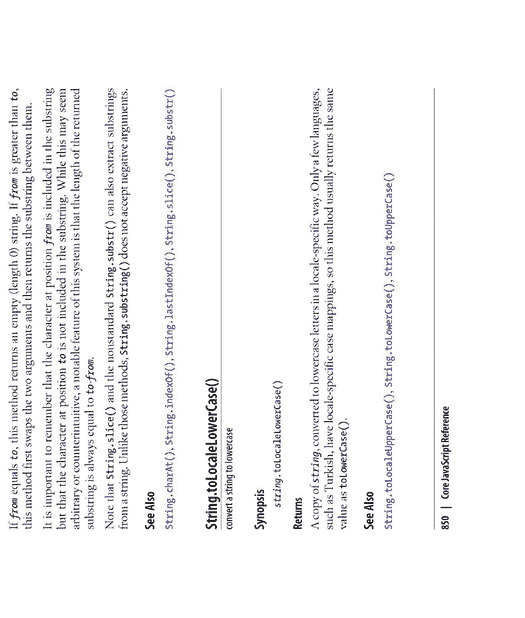 If from equals to, this method returns an empty (length 0) string. If from is greater than to,
this method first swaps the two arguments and then returns the substring between them.
It is important to remember that the character at position from is included in the substring
but that the character at position to is not included in the substring. While this may seem
arbitrary or counterintuitive, a notable feature of this system is that the length of the returned
substring is always equal to to-from.
Note that String.slice() and the nonstandard String.substr() can also extract substrings
from a string. Unlike those methods, String.substring() does not accept negative arguments.
See Also
String.charAt(), String.indexOf(), String.lastIndexOf(), String.slice(), String.substr()
String.toLocaleLowerCase()
convert a string to lowercase
Synopsis
string.toLocaleLowerCase()
Returns
A copy of string, converted to lowercase letters in a locale-specific way. Only a few languages,
such as Turkish, have locale-specific case mappings, so this method usually returns the same
value as toLowerCase().
See Also
String.toLocaleUpperCase(), String.toLowerCase(), String.toUpperCase()
850 | Core JavaScript Reference